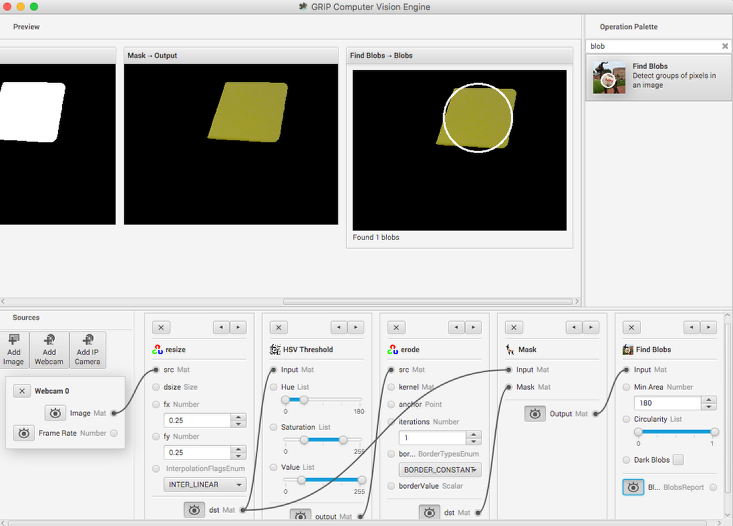 GRIP Computer Vision Engine
Preview
Operation Palette
Mask → Output
Find Blobs → Blobs
blob
Find Blobs
Detect groups of pixels in
an image
Found 1 blobs
Sources
Add
Image
Add
Webcam
Add IP
Camera
Webcam 0
Image Mat
Frame Rate Number
resize
src Mat
dsize Size
fx Number
0.25
fy Number
0.25
InterpolationFlagsEnum
INTER_LINEAR
dst Mat
HSV Threshold
Input Mat
Hue List
0 180
Saturation List
0 255
Value List
0 255
output Mat
erode
src Mat
kernel Mat
anchor Point
iterations Number
1
bor... BorderTypesEnum
BORDER_CONSTANT
borderValue Scalar
dst Mat
Mask
Input Mat
Mask Mat
Output Mat
Find Blobs
Input Mat
Min Area Number
180
Circularity List
0 1
Dark Blobs
Bl... BlobsReport